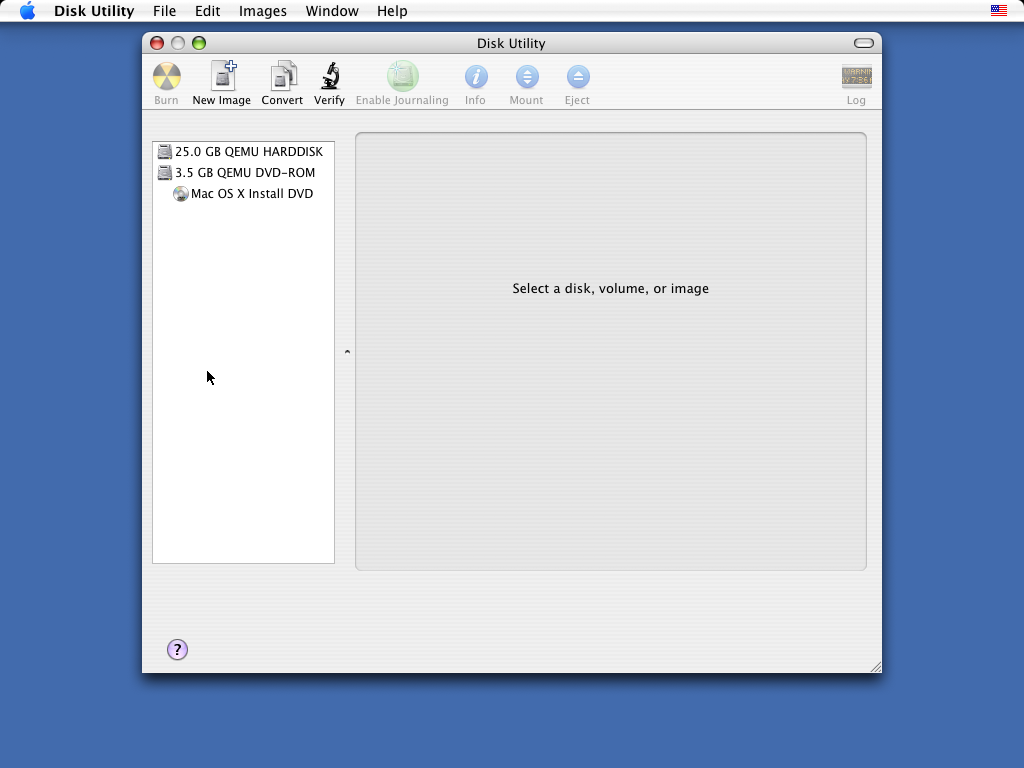 Disk Utility File Edit Images Window Help
Disk Utility
Burn New Image Convert Verify Enable Journaling Info Mount Eject Log
25.0 GB QEMU HARDDISK
3.5 GB QEMU DVD-ROM
Mac OS X Install DVD
Select a disk, volume, or image
?